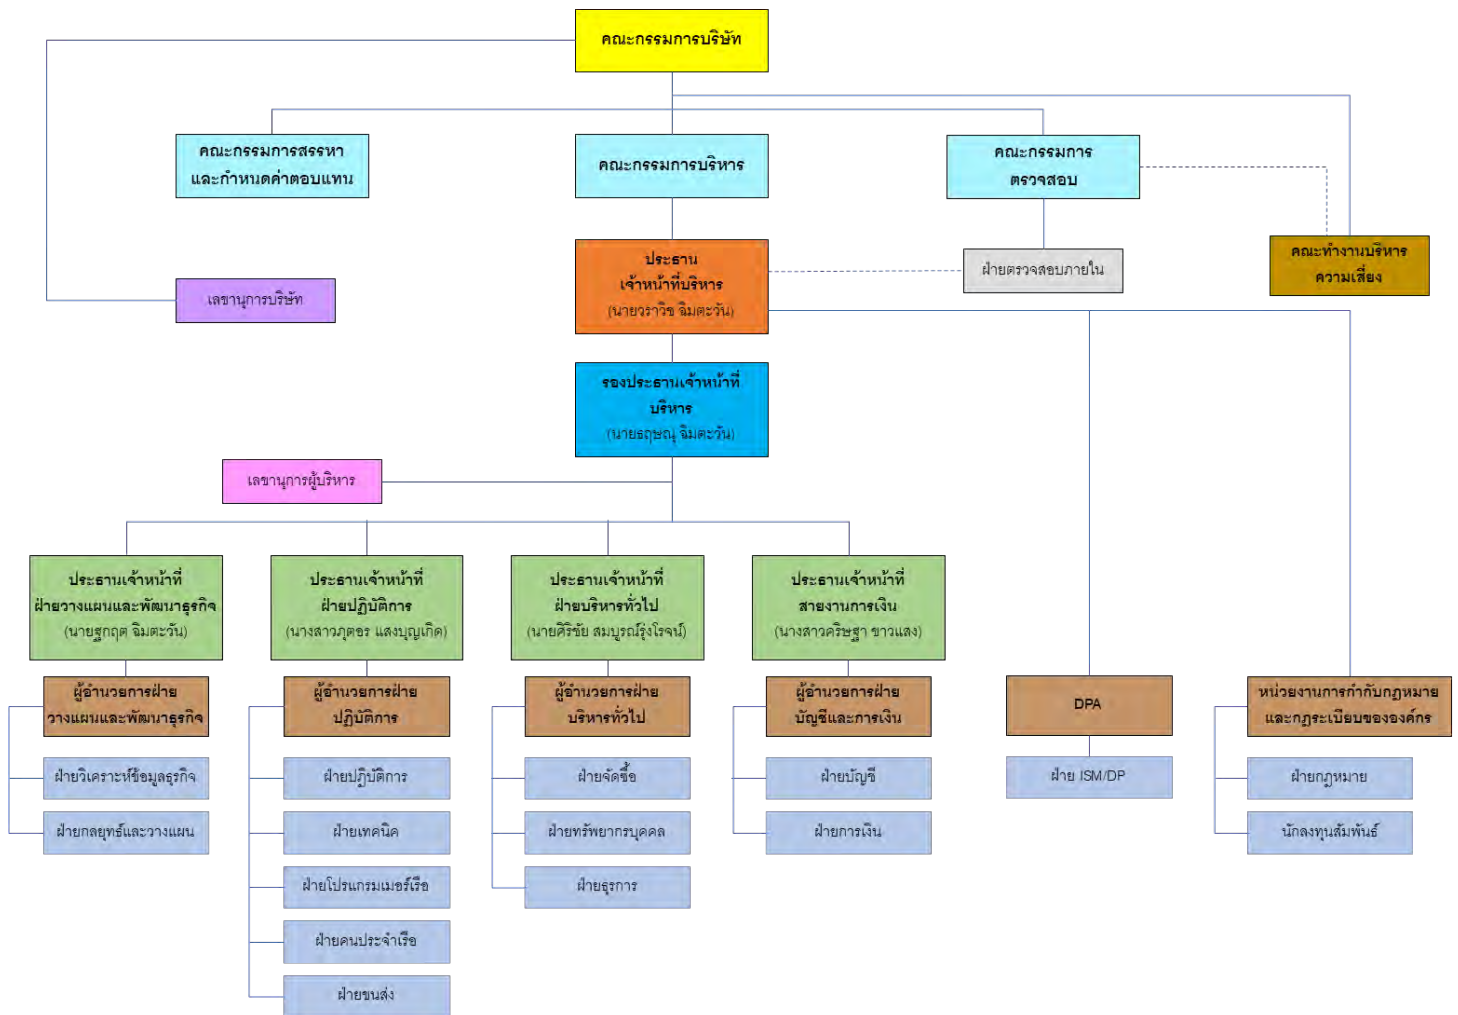 คณะกรรมการบริษัท
คณะกรรมการสรรหา
และกำหนดค่าตอบแทน
คณะกรรมการบริหาร
คณะกรรมการ
ตรวจสอบ
ประธาน
เจ้าหน้าที่บริหาร
(นายวราวิช ฉิมตะวัน)
ฝ่ายตรวจสอบภายใน
คณะทำงานบริหาร
ความเสี่ยง
เลขานุการบริษัท
รองประธานเจ้าหน้าที่
บริหาร
(นายธฤษณุ ฉิมตะวัน)
เลขานุการผู้บริหาร
ประธานเจ้าหน้าที่
ฝ่ายวางแผนและพัฒนาธุรกิจ
(นายฐกฤต ฉิมตะวัน)
ประธานเจ้าหน้าที่
ฝ่ายปฏิบัติการ
(นางสาวภุตอร แสงบุญเกิด)
ประธานเจ้าหน้าที่
ฝ่ายบริหารทั่วไป
(นายศิริชัย สมบูรณ์รุ่งโรจน์)
ประธานเจ้าหน้าที่
สายงานการเงิน
(นางสาวคริษฐา ขาวแสง)
ผู้อำนวยการฝ่าย
วางแผนและพัฒนาธุรกิจ
ฝ่ายวิเคราะห์ข้อมูลธุรกิจ
ฝ่ายกลยุทธ์และวางแผน
ผู้อำนวยการฝ่าย
ปฏิบัติการ
ฝ่ายปฏิบัติการ
ฝ่ายเทคนิค
ฝ่ายโปรแกรมเมอร์เรือ
ฝ่ายคนประจำเรือ
ฝ่ายขนส่ง
ผู้อำนวยการฝ่าย
บริหารทั่วไป
ฝ่ายจัดซื้อ
ฝ่ายทรัพยากรบุคคล
ฝ่ายธุรการ
ผู้อำนวยการฝ่าย
บัญชีและการเงิน
ฝ่ายบัญชี
ฝ่ายการเงิน
DPA
ฝ่าย ISM/DP
หน่วยงานการกำกับกฎหมาย
และกฎระเบียบขององค์กร
ฝ่ายกฎหมาย
นักลงทุนสัมพันธ์